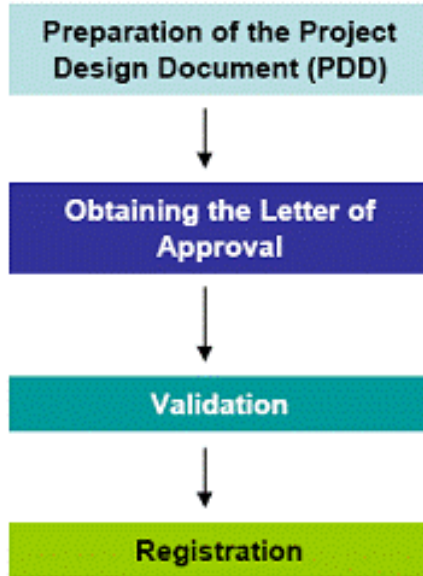 Preparation of the Project
Design Document (PDD)
Obtaining the Letter of
Approval
Validation
Registration